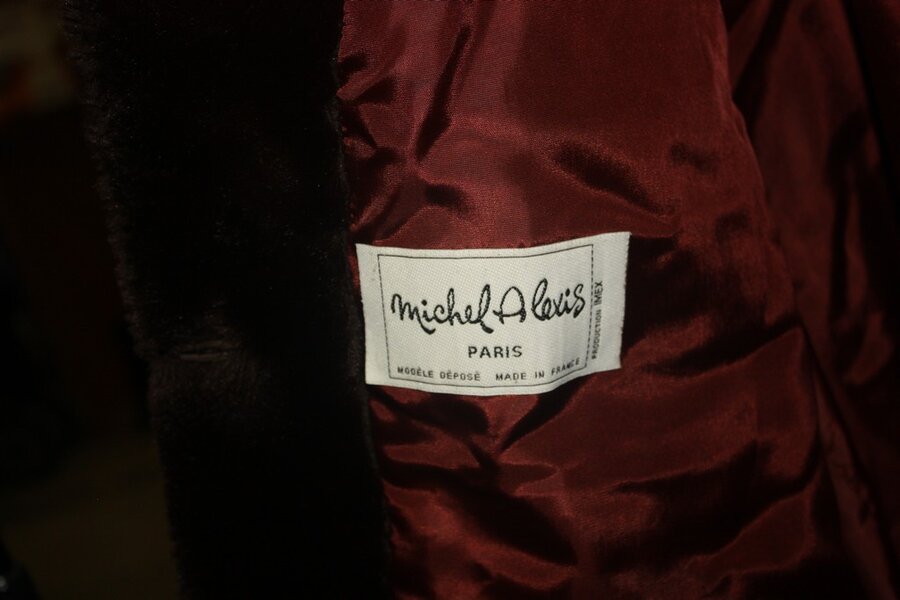 Michel Alexis
PARIS
MODÈLE DÉPOSÉ MADE IN FRANCE
PRODUCTION IMEX